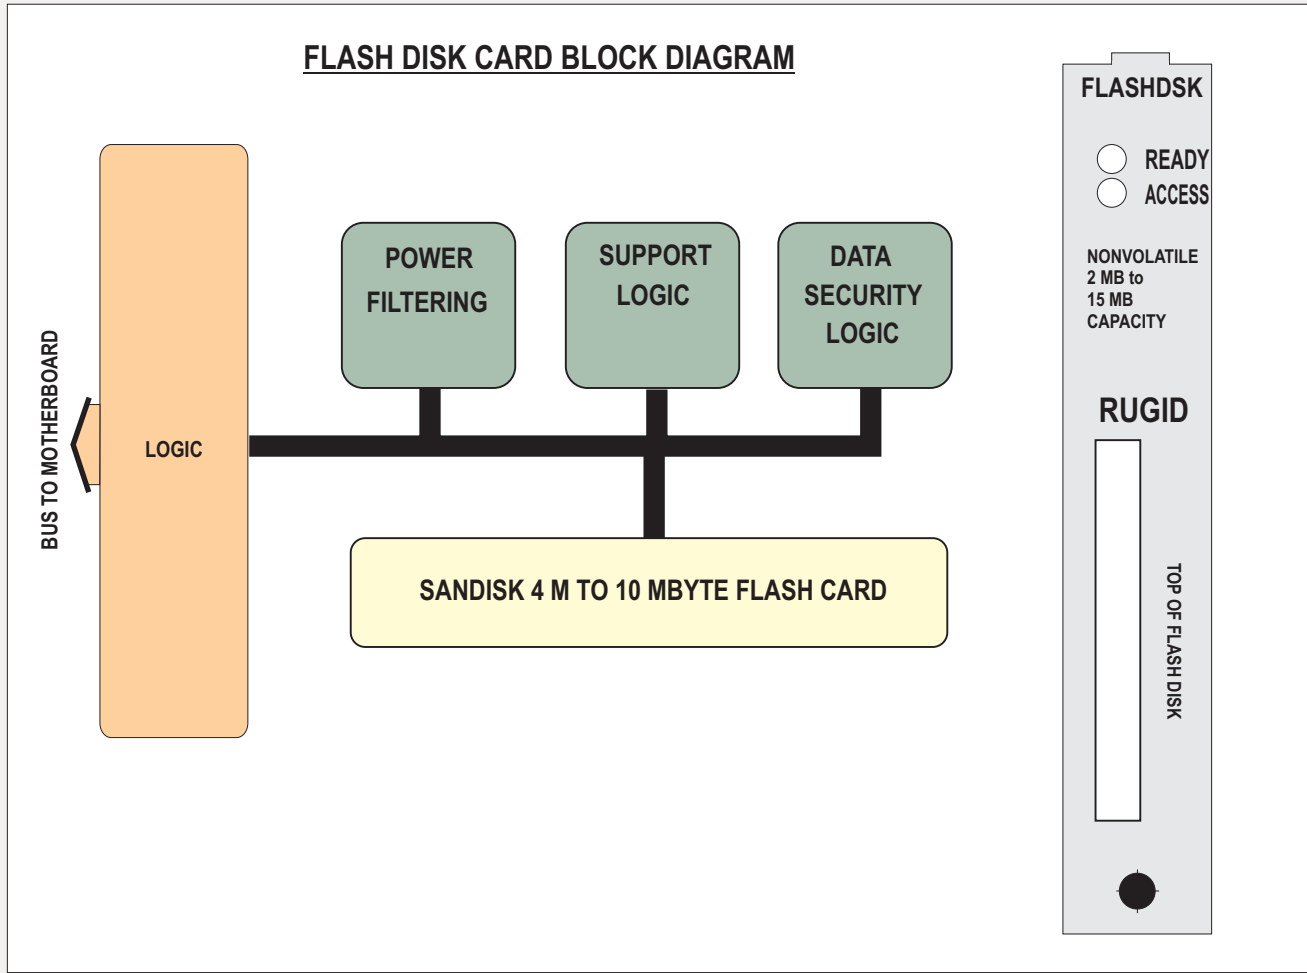 FLASH DISK CARD BLOCK DIAGRAM
BUS TO MOTHERBOARD
LOGIC
POWER
FILTERING
SUPPORT
LOGIC
DATA
SECURITY
LOGIC
SANDISK 4 M TO 10 MBYTE FLASH CARD
FLASHDSK
READY
ACCESS
NONVOLATILE
2 MB to
15 MB
CAPACITY
RUGID
TOP OF FLASH DISK